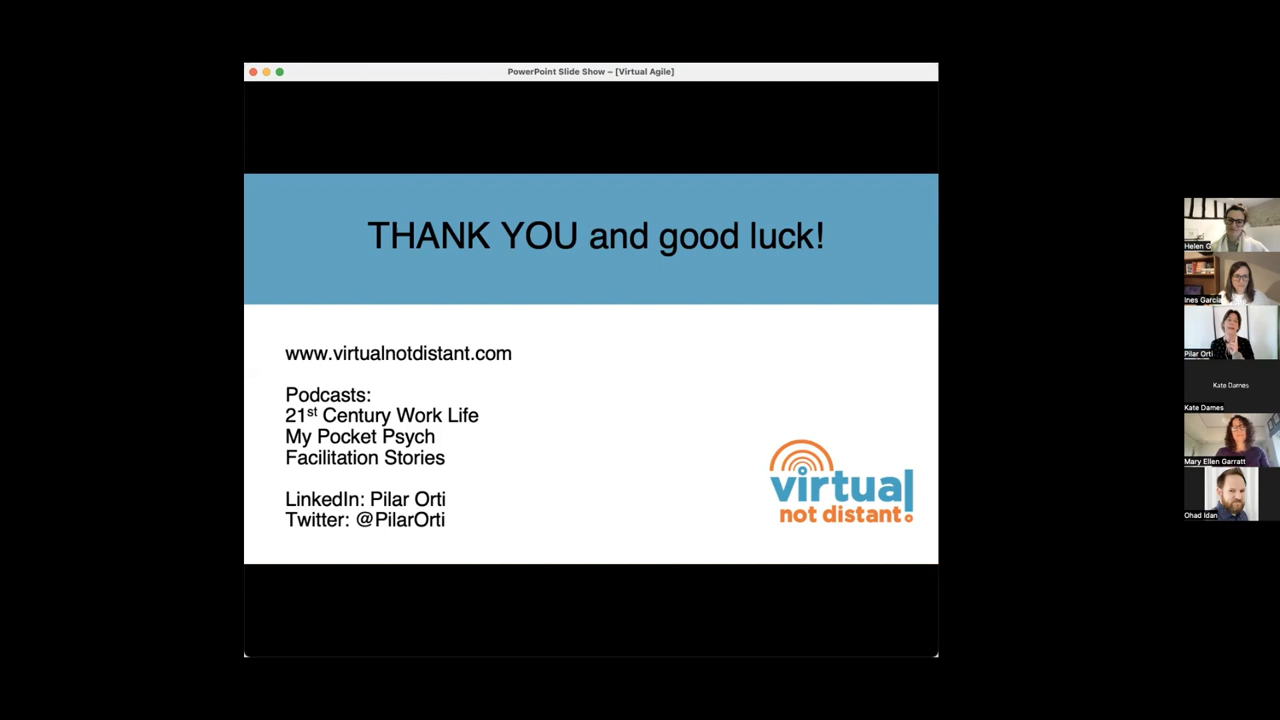 PowerPoint Slide Show – [Virtual Agile]
THANK YOU and good luck!
www.virtualnotdistant.com
Podcasts:
21st Century Work Life
My Pocket Psych
Facilitation Stories
LinkedIn: Pilar Orti
Twitter: @PilarOrti
virtual
not distant!
Helen G
Ines Garcia
Pilar Orti
Kate Dames
Kate Dames
Mary Ellen Garratt
Ohad Idan